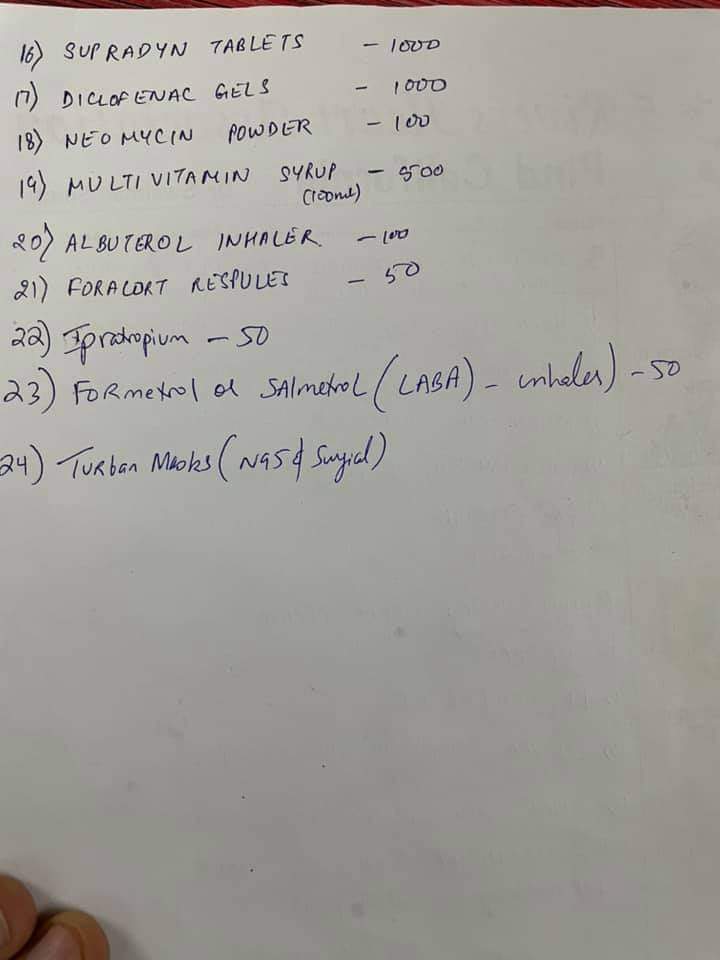 16) SUPRADYN TABLETS - 1000
17) DICLOFENAC GELS - 1000
18) NEOMYCIN POWDER - 100
19) MULTIVITAMIN SYRUP - 500
(100ml)
20) ALBUTEROL INHALER. - 100
21) FORACORT RESPULES - 50
22) Ipratropium - 50
23) FORmetrol or SAlmetroL (LABA) - inhaler) - 50
24) TURban Masks (N95 & Surgical)